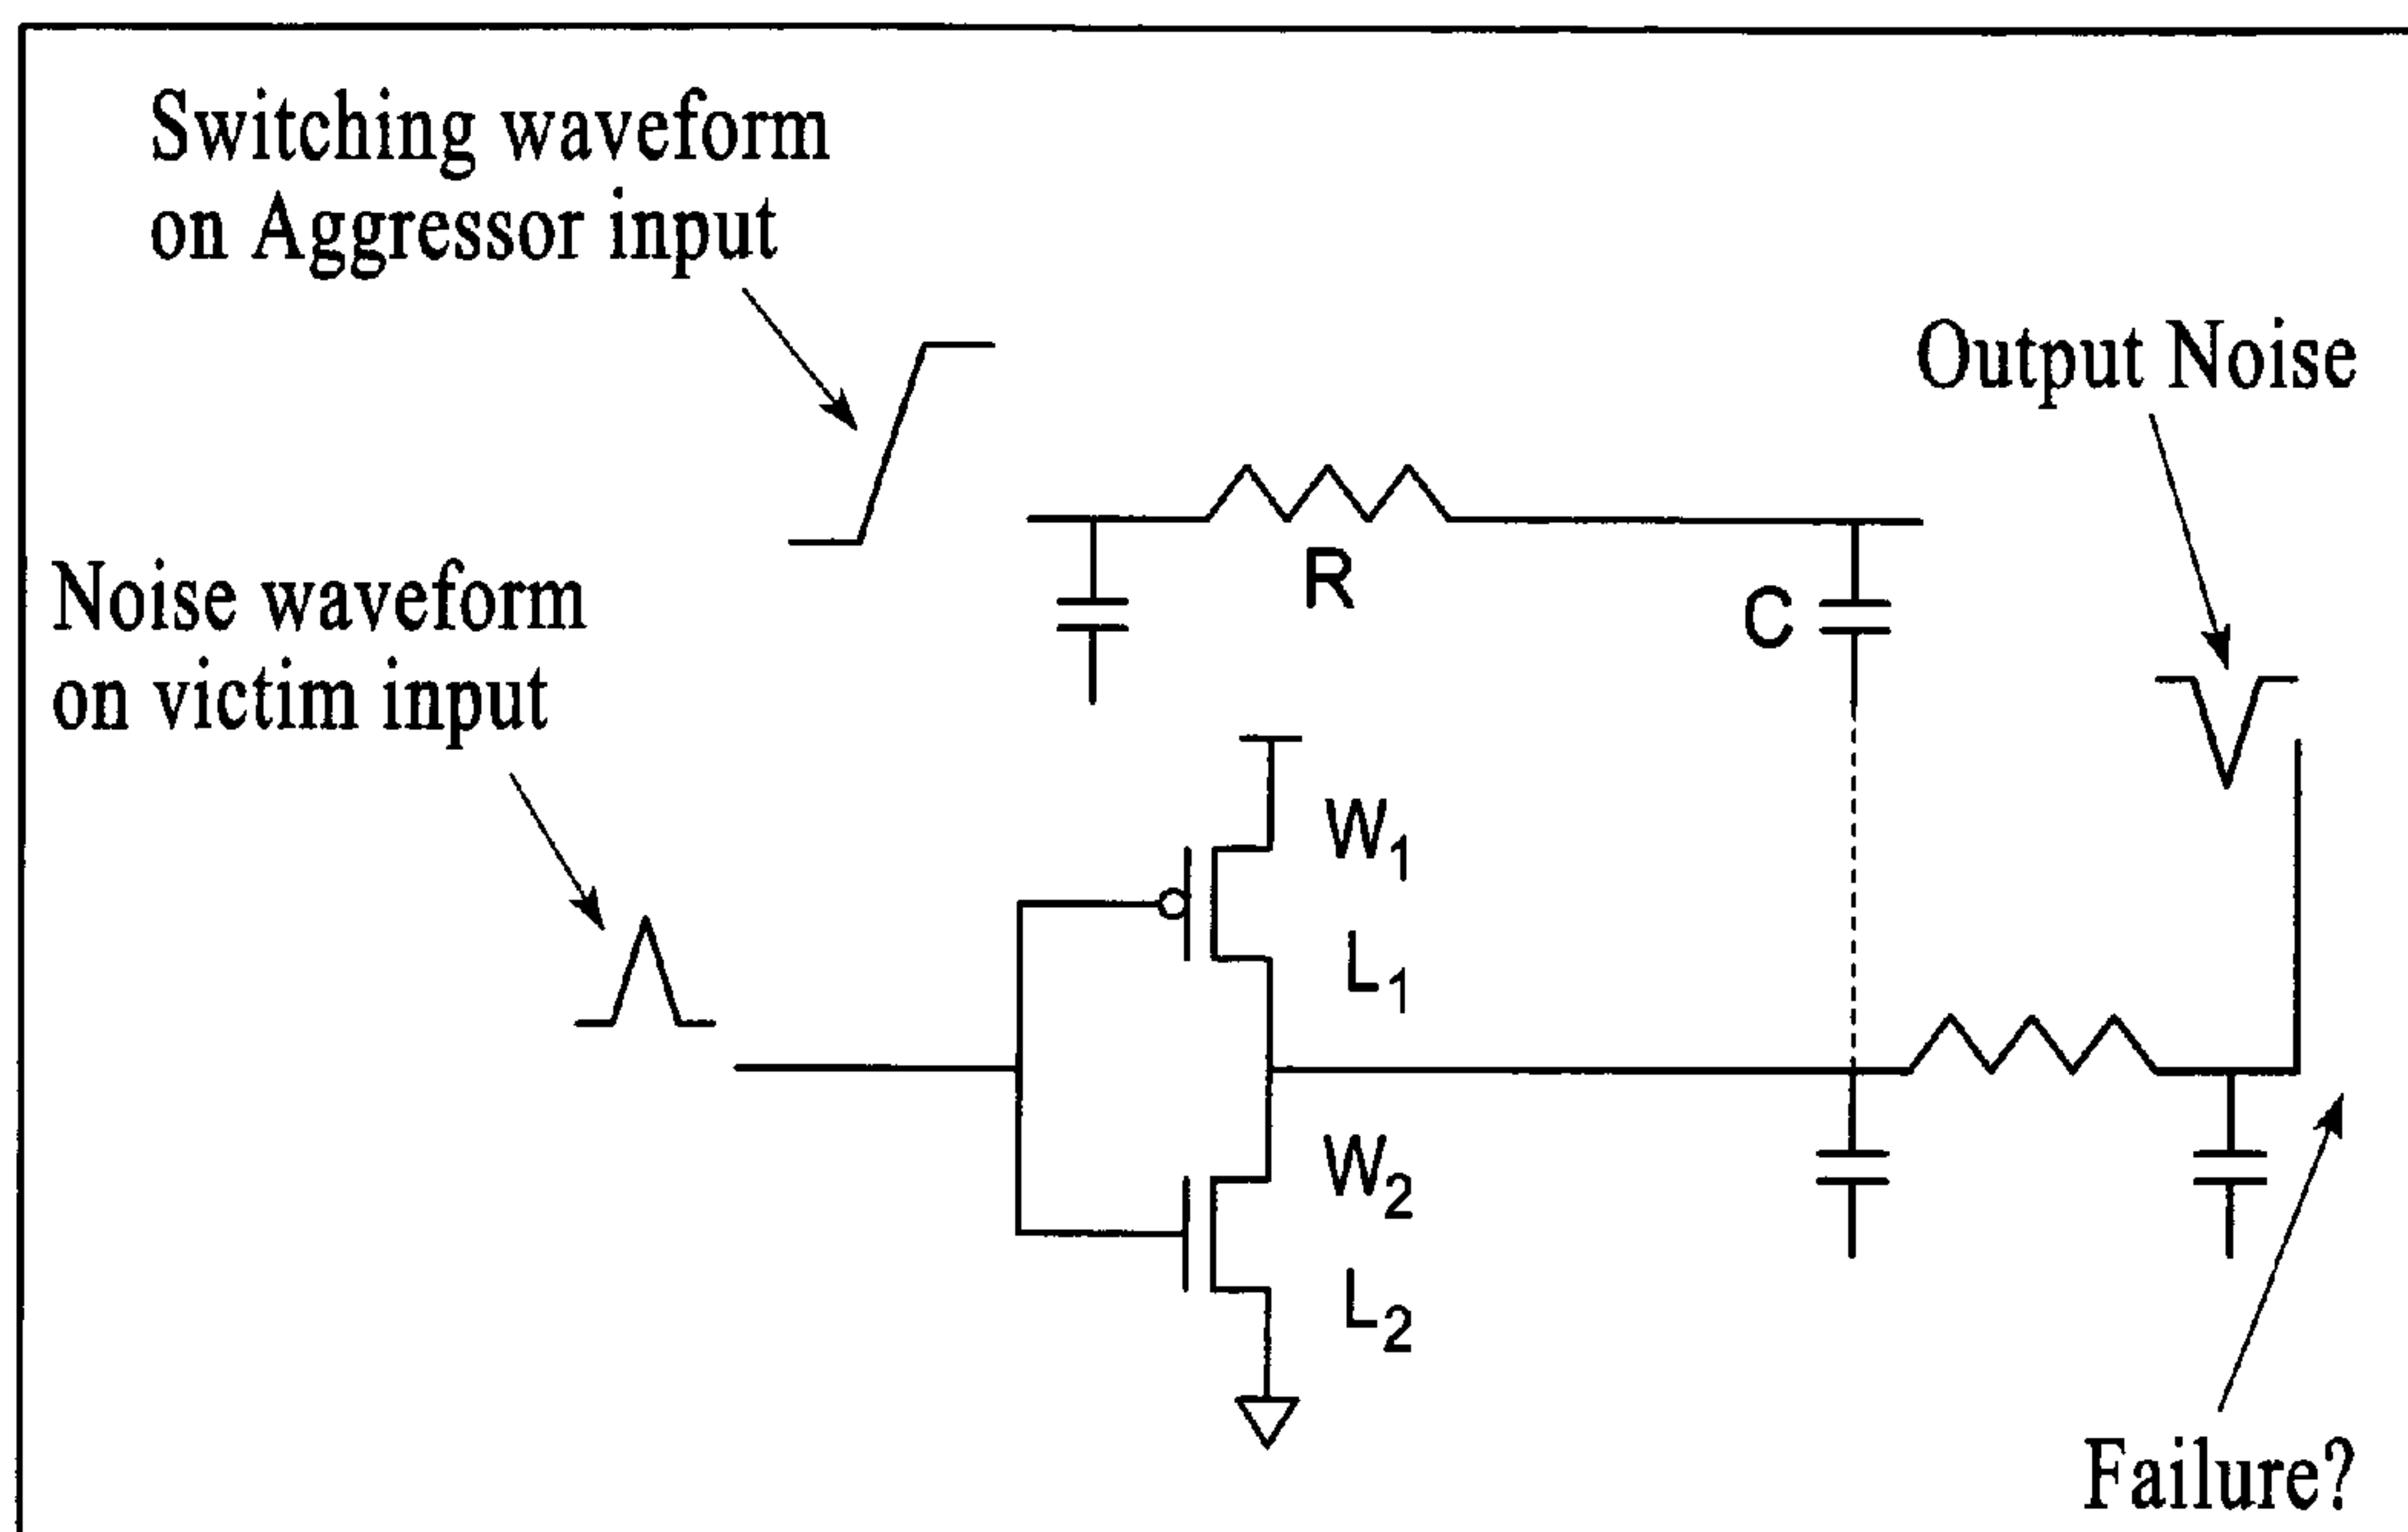 Switching waveform
on Aggressor input
Output Noise
Noise waveform
on victim input
R
C
W1
L1
W2
L2
Failure?